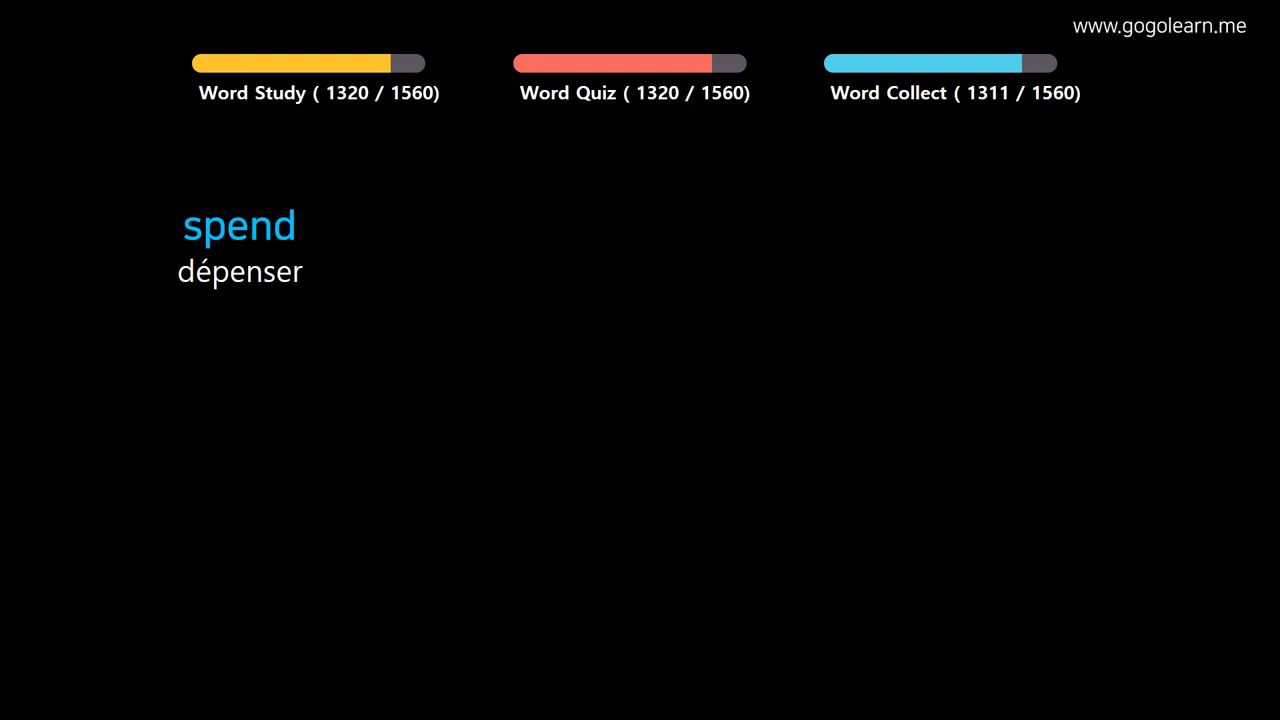 www.gogolearn.me
Word Study ( 1320 / 1560)
Word Quiz ( 1320 / 1560)
Word Collect ( 1311 / 1560)
spend
dépenser